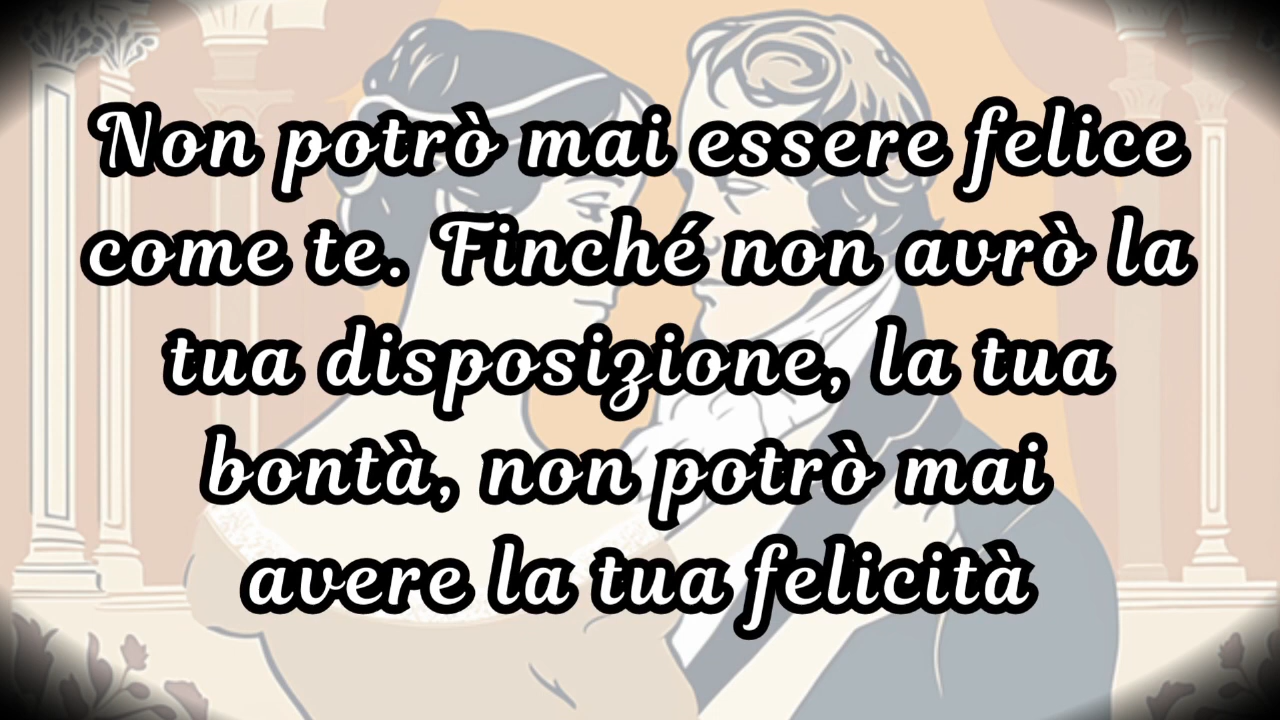 Non potrò mai essere felice
come te. Finché non avrò la
tua disposizione, la tua
bontà, non potrò mai
avere la tua felicità